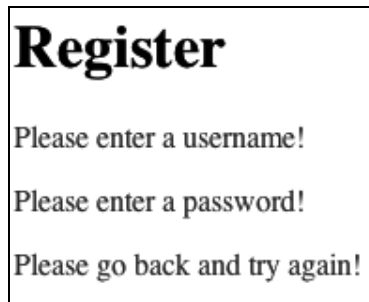 Register
Please enter a username!
Please enter a password!
Please go back and try again!